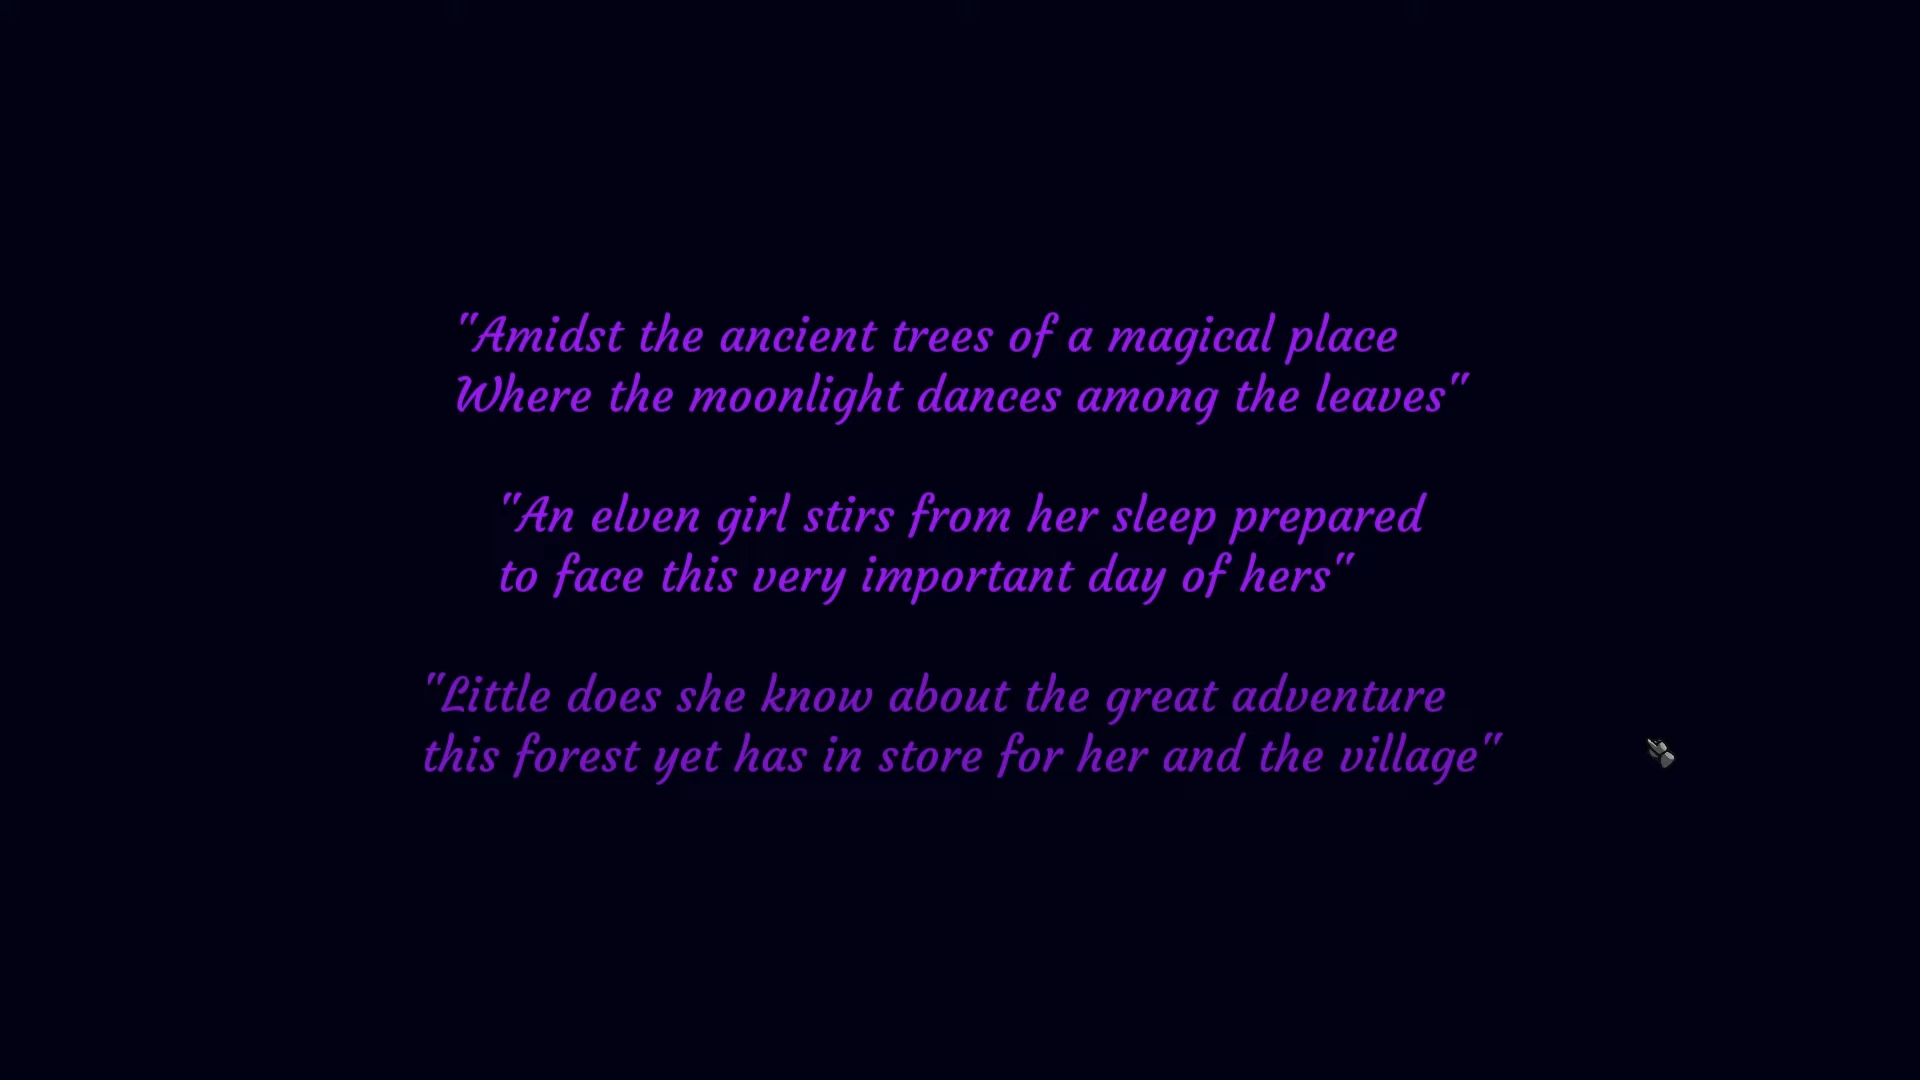 "Amidst the ancient trees of a magical place
Where the moonlight dances among the leaves"
"An elven girl stirs from her sleep prepared
to face this very important day of hers"
"Little does she know about the great adventure
this forest yet has in store for her and the village"